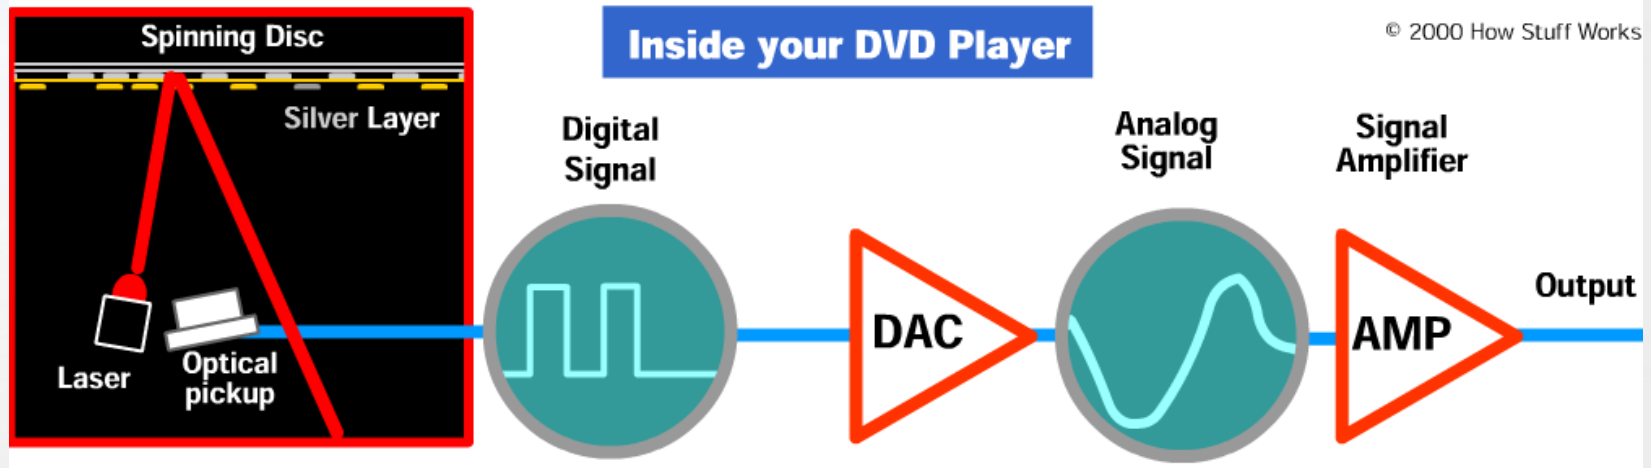 Spinning Disc
Inside your DVD Player
© 2000 How Stuff Works
Silver Layer
Digital
Signal
Analog
Signal
Signal
Amplifier
Laser
Optical
pickup
DAC
AMP
Output